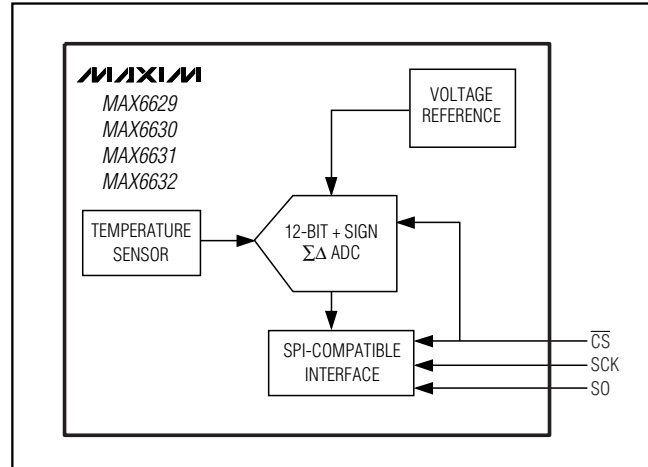 MAXIM
MAX6629
MAX6630
MAX6631
MAX6632
VOLTAGE
REFERENCE
TEMPERATURE
SENSOR
12-BIT + SIGN
ΣΔ ADC
SPI-COMPATIBLE
INTERFACE
C̅S̅
SCK
SO